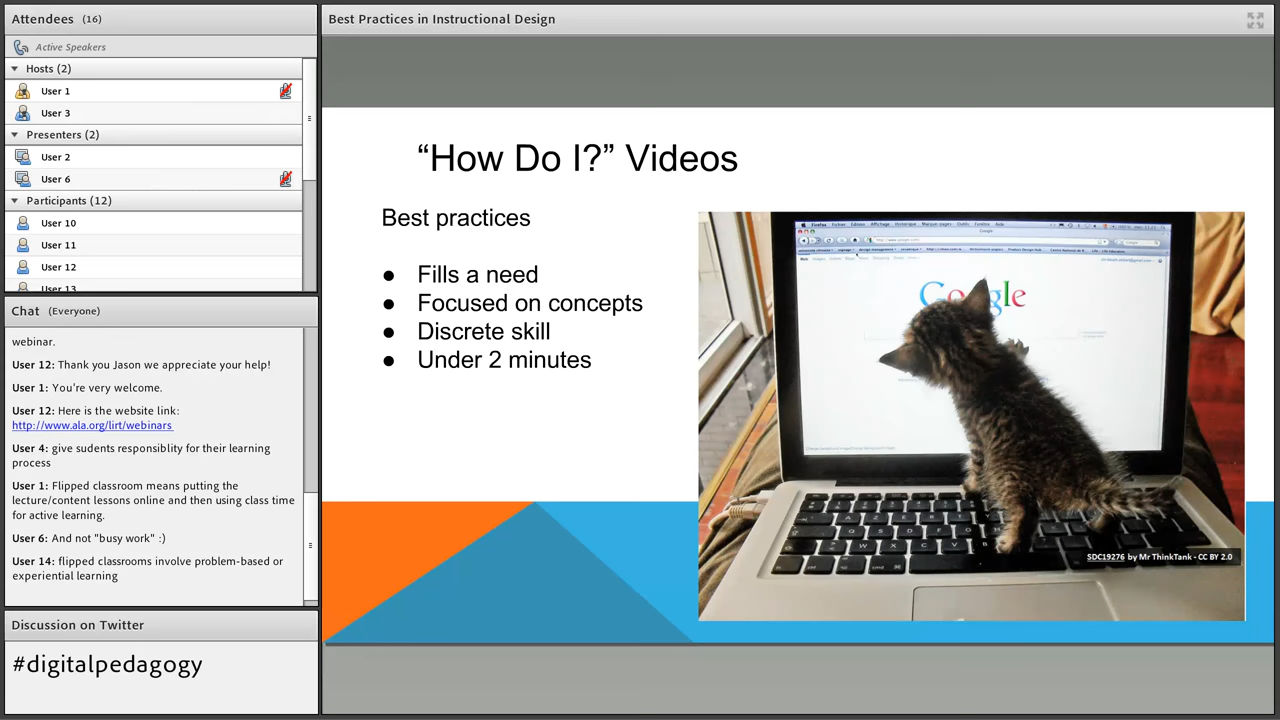 Attendees (16)
Active Speakers
Hosts (2)
User 1
User 3
Presenters (2)
User 2
User 6
Participants (12)
User 10
User 11
User 12
User 13
Chat (Everyone)
webinar.
User 12: Thank you Jason we appreciate your help!
User 1: You're very welcome.
User 12: Here is the website link:
http://www.ala.org/lirt/webinars
User 4: give sudents responsiblity for their learning
process
User 1: Flipped classroom means putting the
lecture/content lessons online and then using class time
for active learning.
User 6: And not "busy work" :)
User 14: flipped classrooms involve problem-based or
experiential learning
Discussion on Twitter
#digitalpedagogy
Best Practices in Instructional Design
“How Do I?” Videos
Best practices
● Fills a need
● Focused on concepts
● Discrete skill
● Under 2 minutes
Google
SDC19276 by Mr ThinkTank - CC BY 2.0